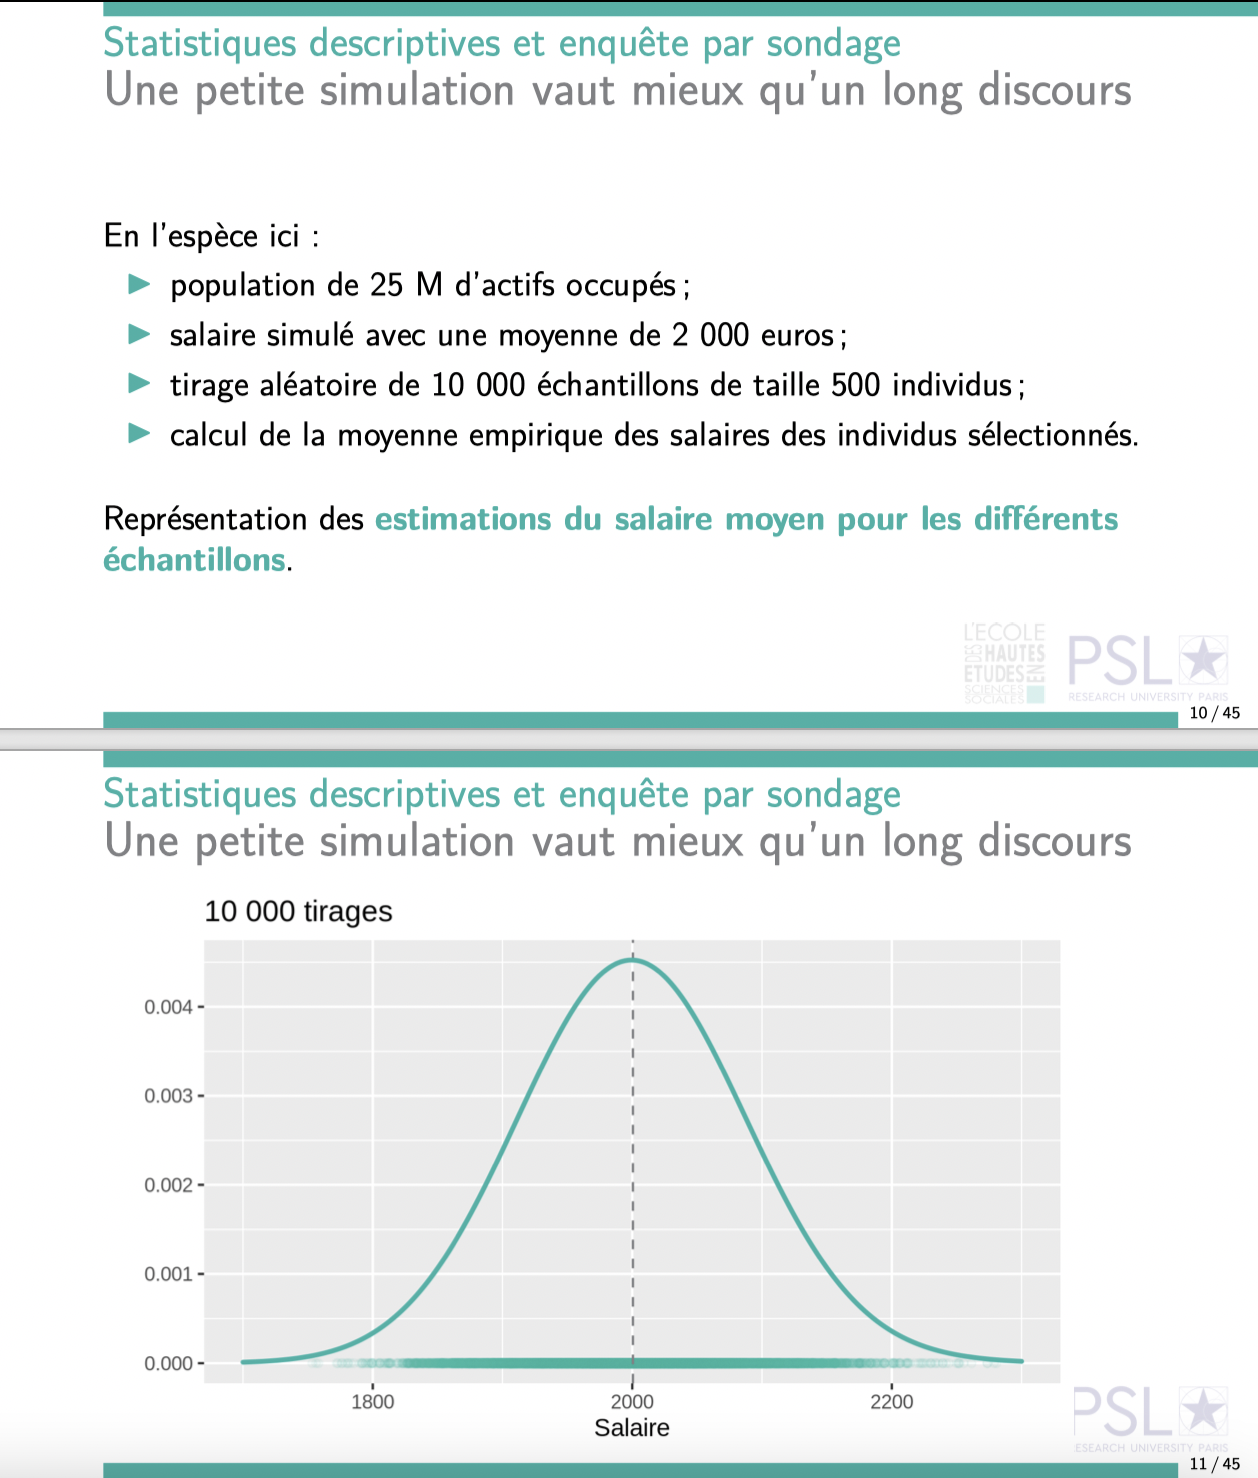 Statistiques descriptives et enquête par sondage
Une petite simulation vaut mieux qu'un long discours
En l'espèce ici :
population de 25 M d'actifs occupés ;
salaire simulé avec une moyenne de 2 000 euros ;
tirage aléatoire de 10 000 échantillons de taille 500 individus ;
calcul de la moyenne empirique des salaires des individus sélectionnés.
Représentation des estimations du salaire moyen pour les différents
échantillons.
L'ECOLE
DES HAUTES
ETUDES EN
SCIENCES
SOCIALES
PSL
RESEARCH UNIVERSITY PARIS
10 / 45
Statistiques descriptives et enquête par sondage
Une petite simulation vaut mieux qu'un long discours
10 000 tirages
0.004
0.003
0.002
0.001
0.000
1800 2000 2200
Salaire
PSL
ESEARCH UNIVERSITY PARIS
11 / 45